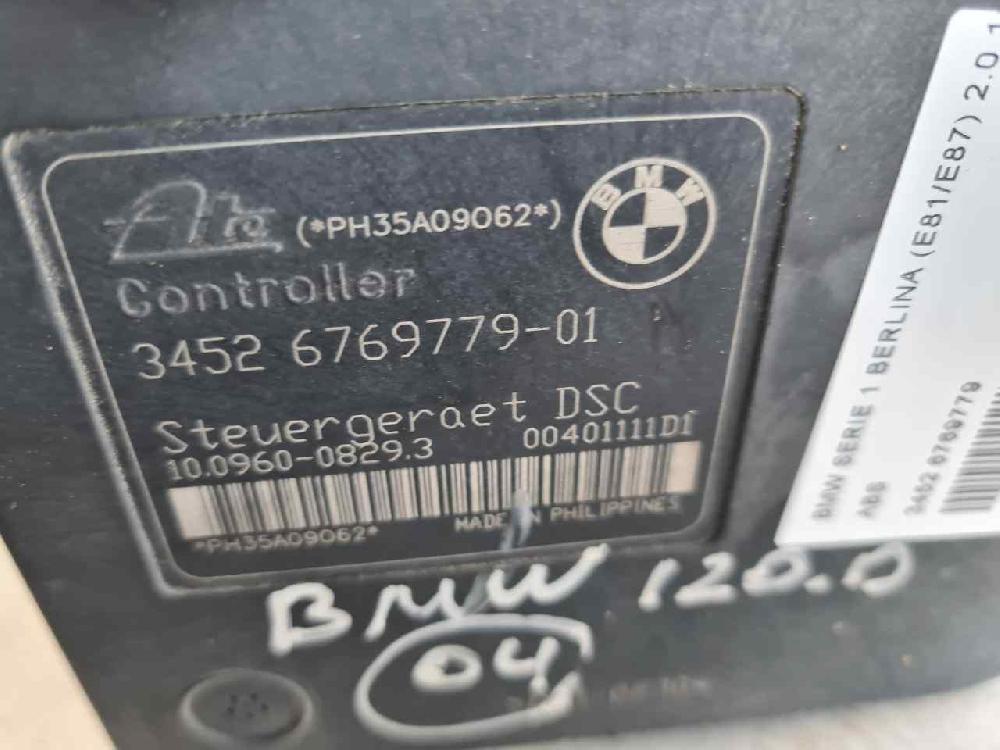 Ate (*PH35A09062*)
BMW
Controller
3452 6769779-01
Steuergeraet DSC
10.0960-0829.3 00401111D1
MADE IN PHILIPPINES
*PH35A09062*
BMW 120.D
04
BMW SERIE 1 BERLINA (E81/E87) 2.0 1
ABS
3452 6769779